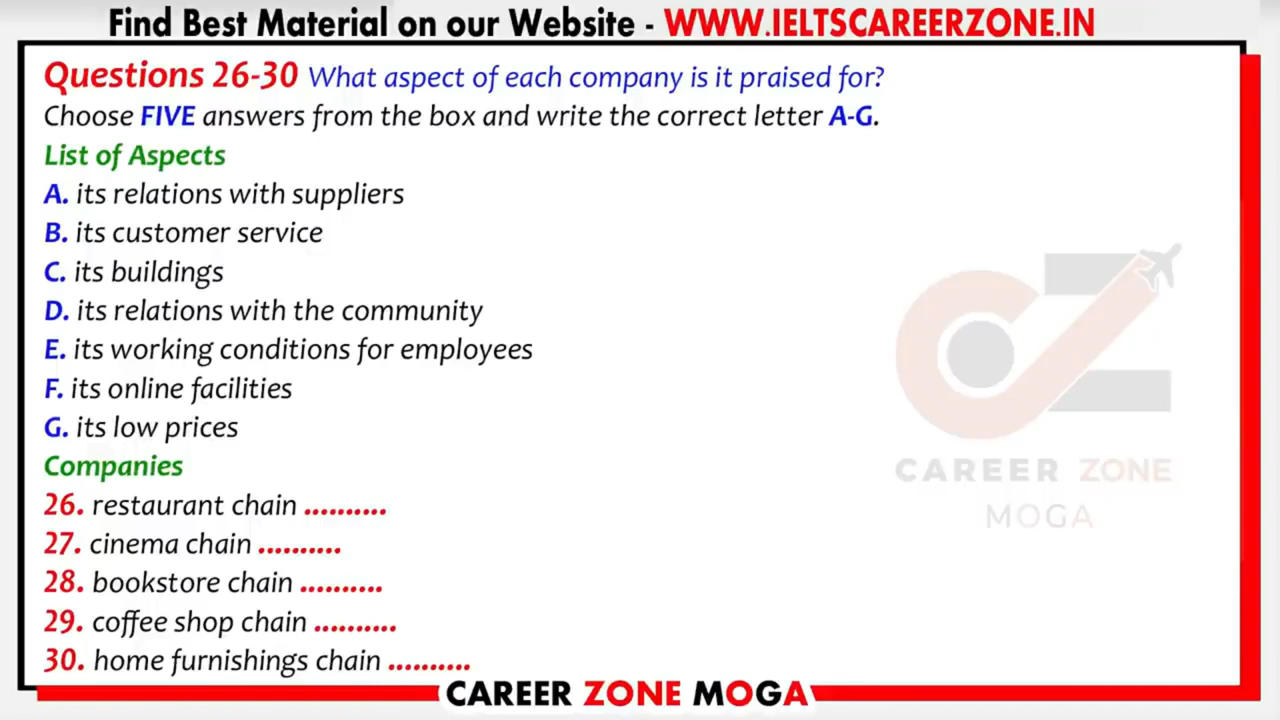 Find Best Material on our Website - WWW.IELTSCAREERZONE.IN
Questions 26-30 What aspect of each company is it praised for?
Choose FIVE answers from the box and write the correct letter A-G.
List of Aspects
A. its relations with suppliers
B. its customer service
C. its buildings
D. its relations with the community
E. its working conditions for employees
F. its online facilities
G. its low prices
Companies
26. restaurant chain ..........
27. cinema chain ..........
28. bookstore chain ..........
29. coffee shop chain ..........
30. home furnishings chain ..........
CAREER ZONE
MOGA
CAREER ZONE MOGA